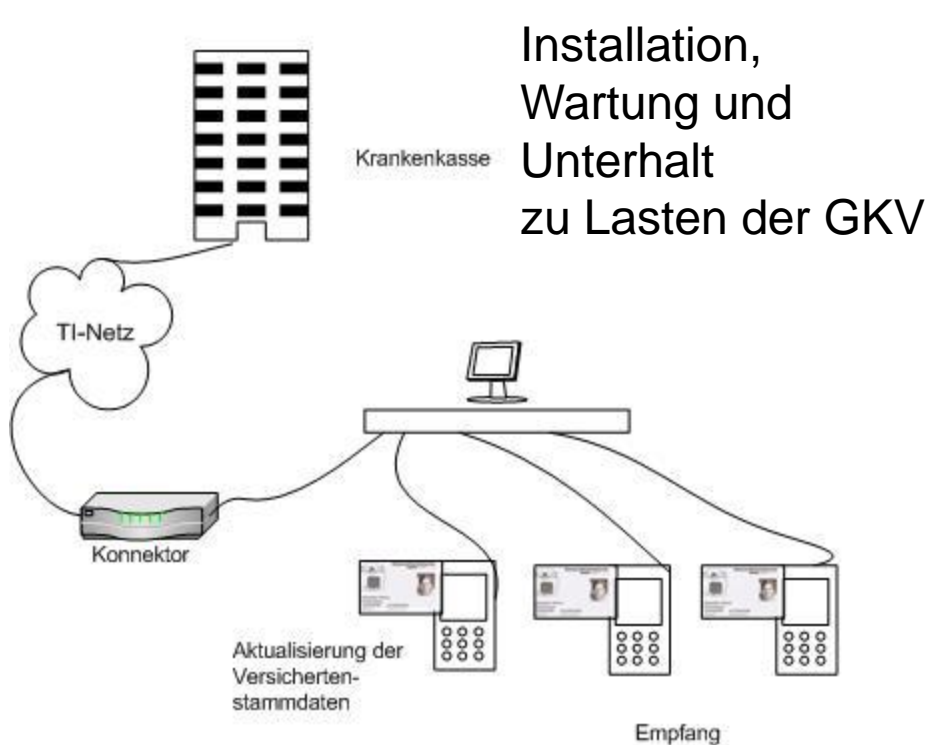 Installation,
Wartung und
Unterhalt
zu Lasten der GKV
Krankenkasse
TI-Netz
Konnektor
Aktualisierung der
Versicherten-
stammdaten
Empfang